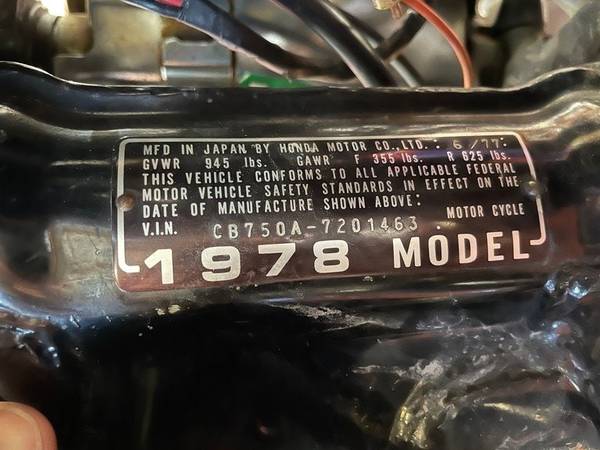 MFD IN JAPAN BY HONDA MOTOR CO., LTD. : 6/77:
GVWR 945 lbs. GAWR F 355 lbs. R 625 lbs.
THIS VEHICLE CONFORMS TO ALL APPLICABLE FEDERAL
MOTOR VEHICLE SAFETY STANDARDS IN EFFECT ON THE
DATE OF MANUFACTURE SHOWN ABOVE:
V.I.N. CB750A-7201463 . MOTOR CYCLE
1978 MODEL